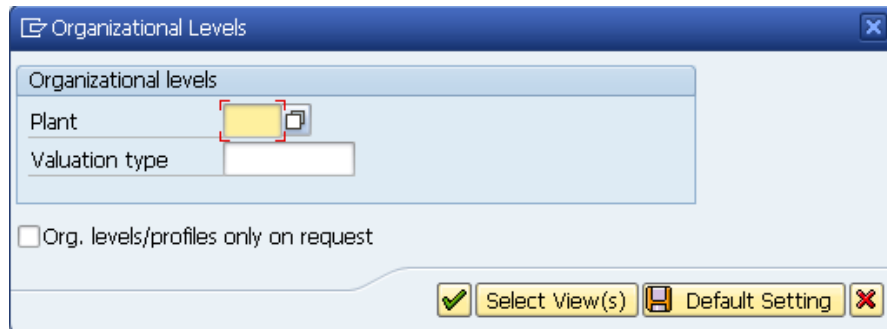 Organizational Levels
Organizational levels
Plant
Valuation type
Org. levels/profiles only on request
Select View(s) Default Setting